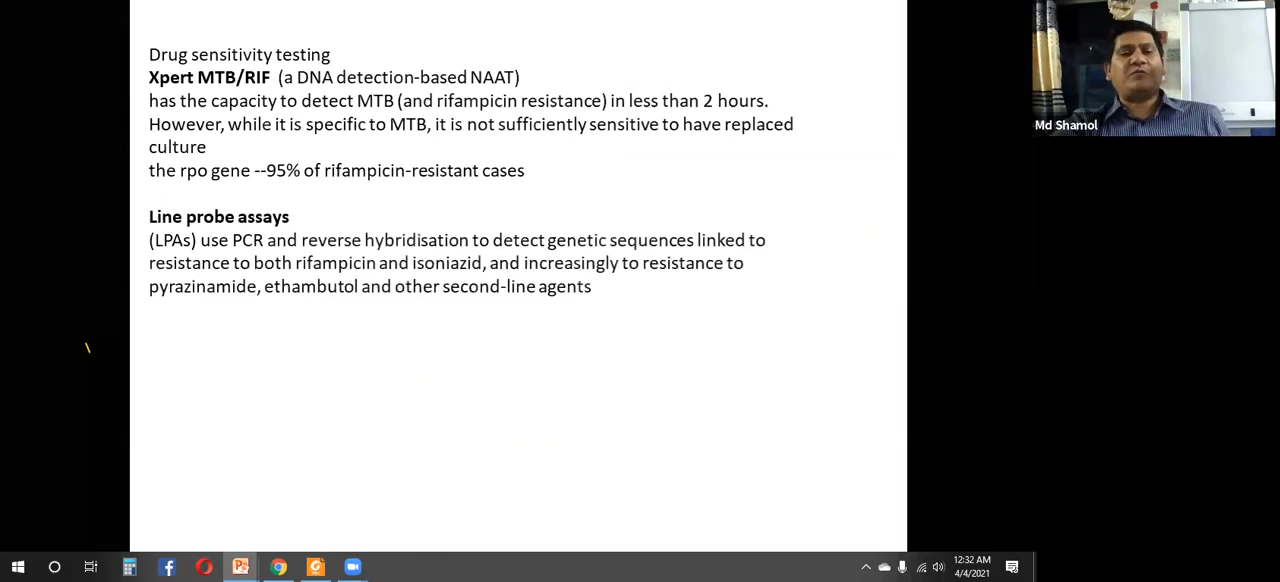 Drug sensitivity testing
Xpert MTB/RIF (a DNA detection-based NAAT)
has the capacity to detect MTB (and rifampicin resistance) in less than 2 hours.
However, while it is specific to MTB, it is not sufficiently sensitive to have replaced
culture
the rpo gene --95% of rifampicin-resistant cases
Line probe assays
(LPAs) use PCR and reverse hybridisation to detect genetic sequences linked to
resistance to both rifampicin and isoniazid, and increasingly to resistance to
pyrazinamide, ethambutol and other second-line agents
Md Shamol
12:32 AM
4/4/2021